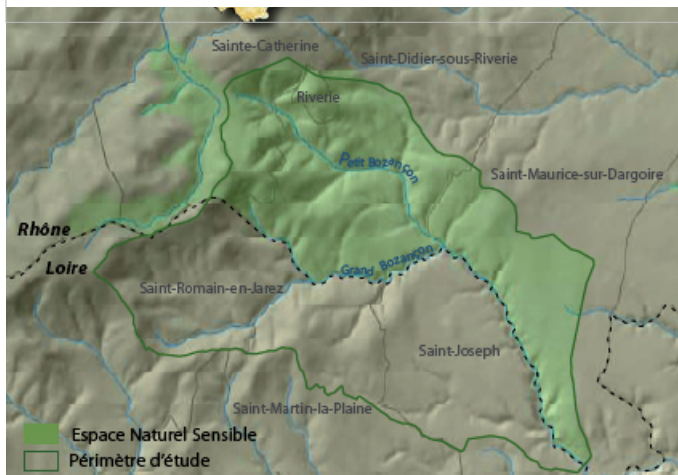 Sainte-Catherine
Saint-Didier-sous-Riverie
Riverie
Petit Bozançon
Saint-Maurice-sur-Dargoire
Rhône
Loire
Grand Bozançon
Saint-Romain-en-Jarez
Saint-Joseph
Saint-Martin-la-Plaine
Espace Naturel Sensible
Périmètre d'étude